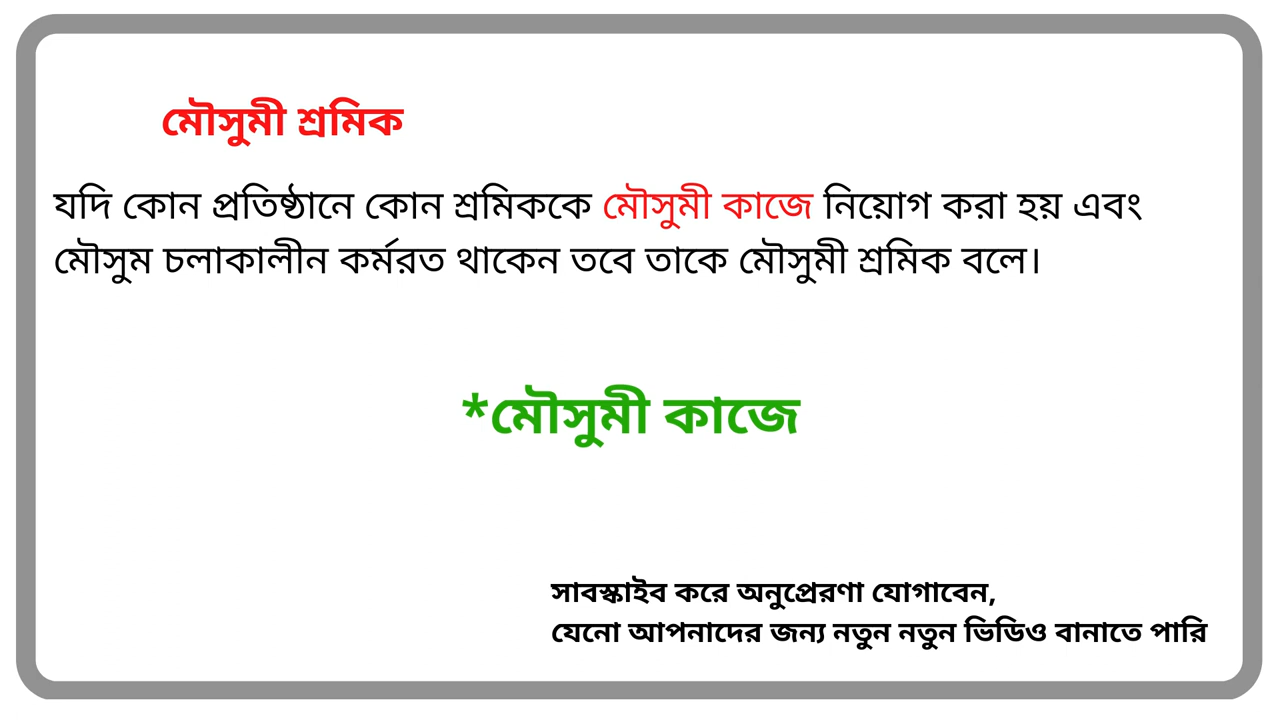 মৌসুমী শ্রমিক
যদি কোন প্রতিষ্ঠানে কোন শ্রমিককে মৌসুমী কাজে নিয়োগ করা হয় এবং
মৌসুম চলাকালীন কর্মরত থাকেন তবে তাকে মৌসুমী শ্রমিক বলে।
*মৌসুমী কাজে
সাবস্কাইব করে অনুপ্রেরণা যোগাবেন,
যেনো আপনাদের জন্য নতুন নতুন ভিডিও বানাতে পারি